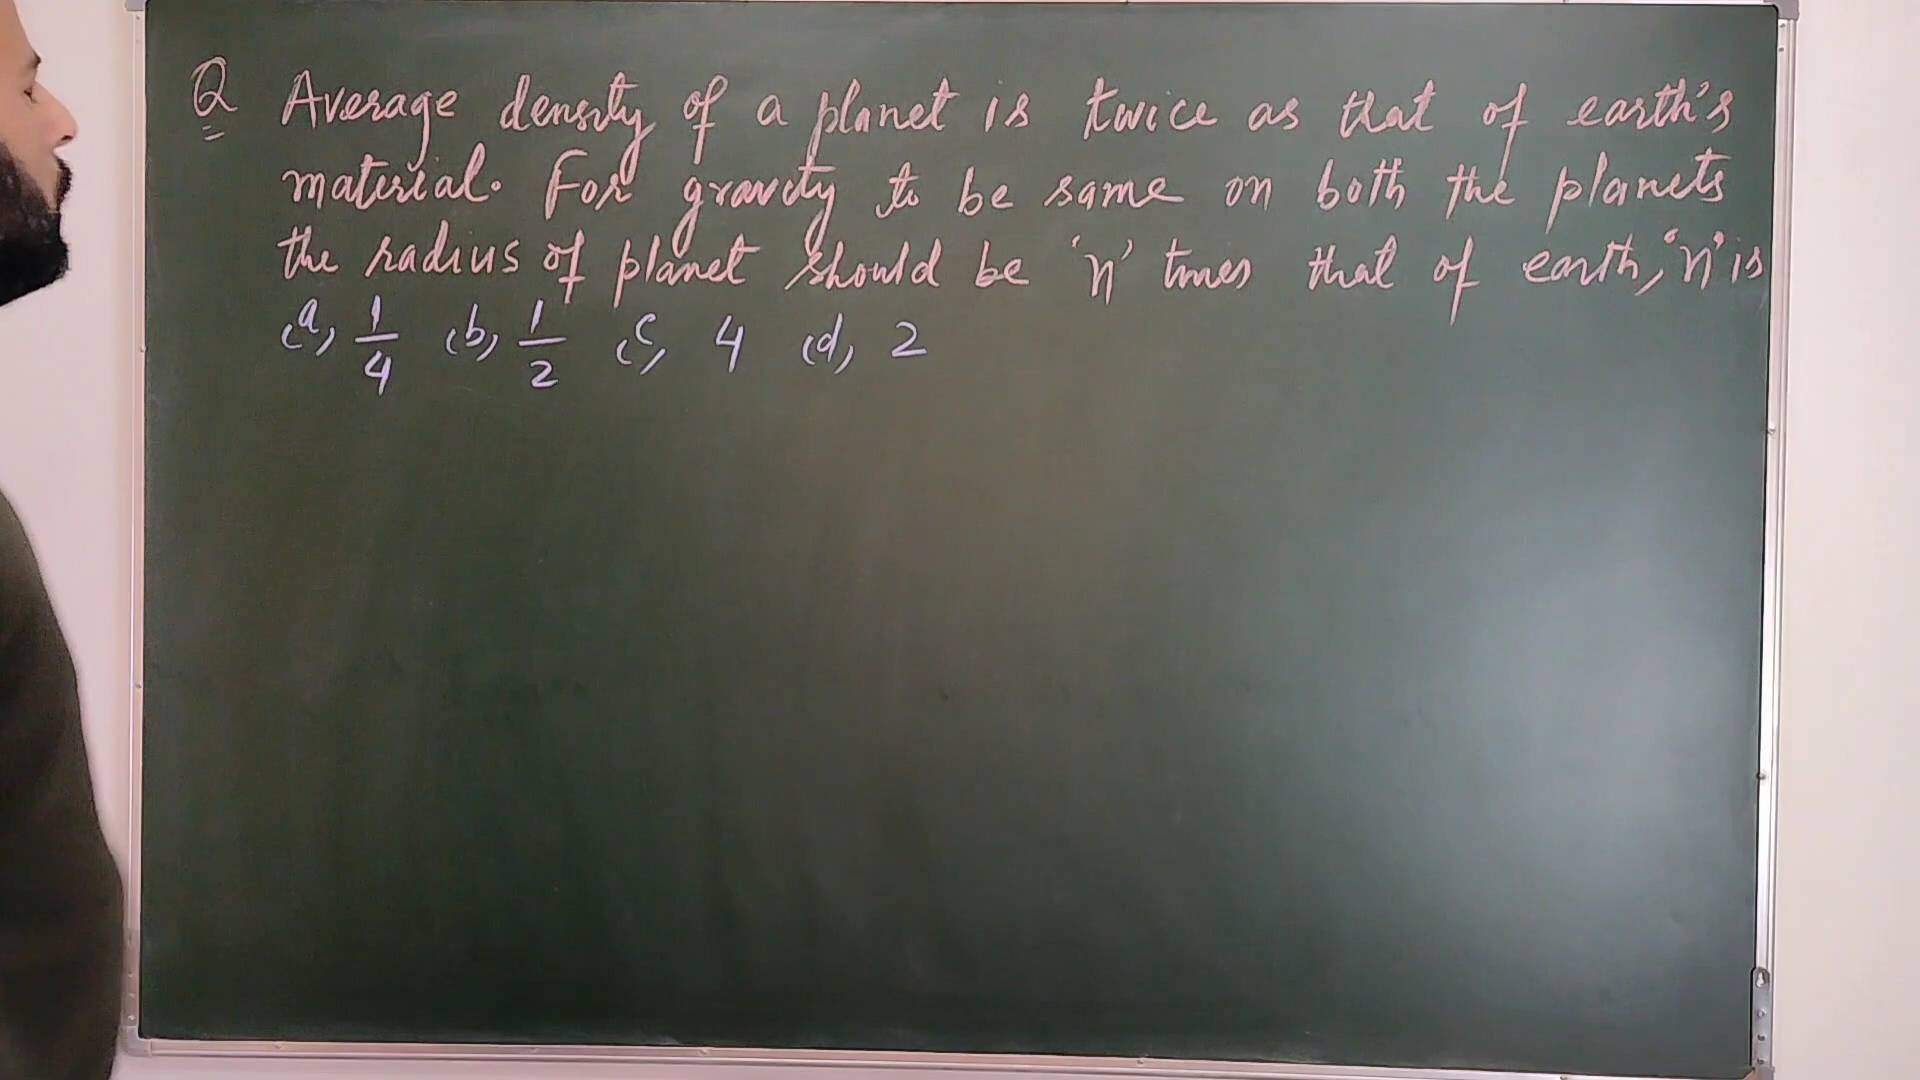 Q Average density of a planet is twice as that of earth's
material. For gravity to be same on both the planets
the radius of planet should be 'η' times that of earth, 'η' is
(a, 1/4 (b, 1/2 (c, 4 (d, 2